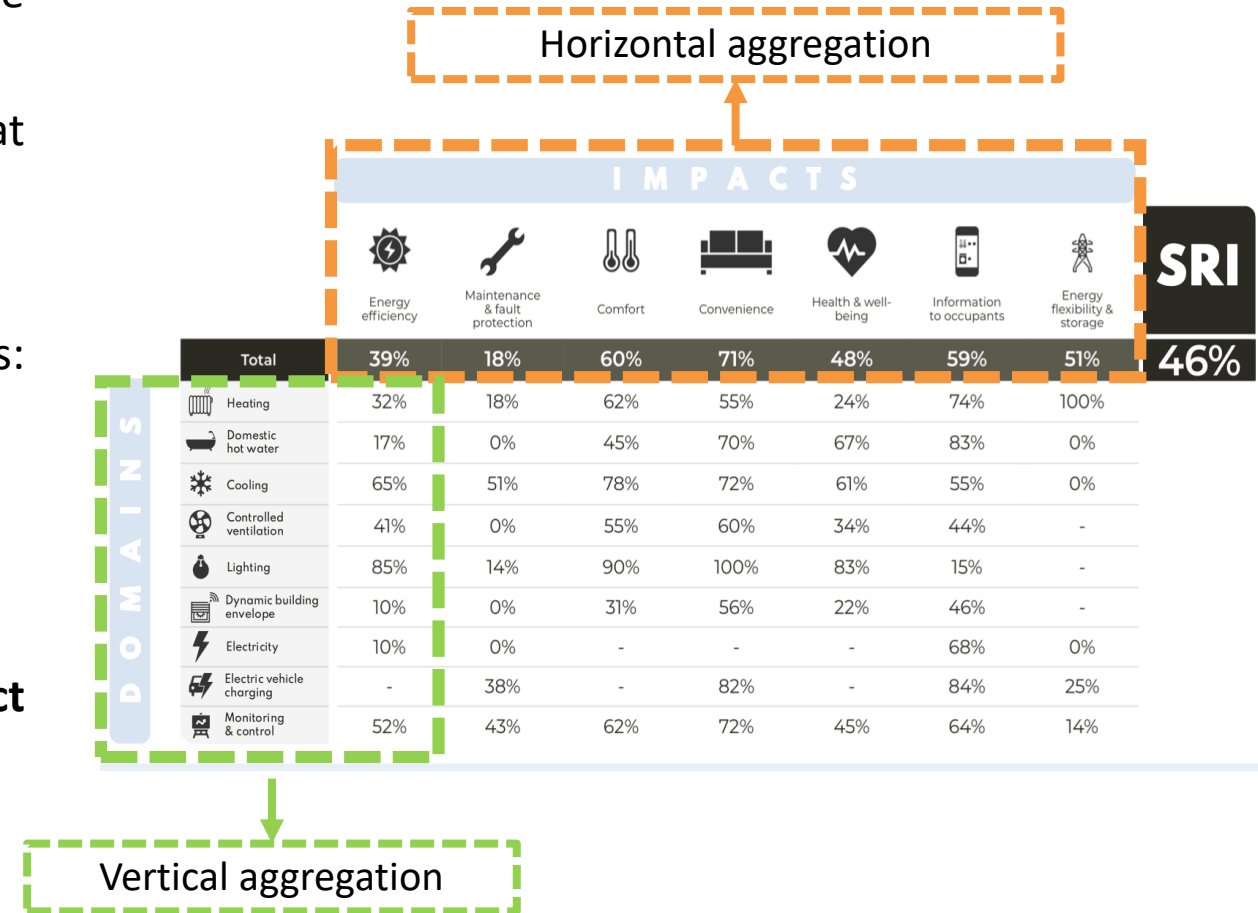 e
Horizontal aggregation
at
IMPACTS
SRI
Energy efficiency
Maintenance & fault protection
Comfort
Convenience
Health & well-being
Information to occupants
Energy flexibility & storage
s:
Total 39% 18% 60% 71% 48% 59% 51% 46%
DOMAINS
Heating 32% 18% 62% 55% 24% 74% 100%
Domestic hot water 17% 0% 45% 70% 67% 83% 0%
Cooling 65% 51% 78% 72% 61% 55% 0%
Controlled ventilation 41% 0% 55% 60% 34% 44% -
Lighting 85% 14% 90% 100% 83% 15% -
Dynamic building envelope 10% 0% 31% 56% 22% 46% -
Electricity 10% 0% - - - 68% 0%
ct
Electric vehicle charging - 38% - 82% - 84% 25%
Monitoring & control 52% 43% 62% 72% 45% 64% 14%
Vertical aggregation